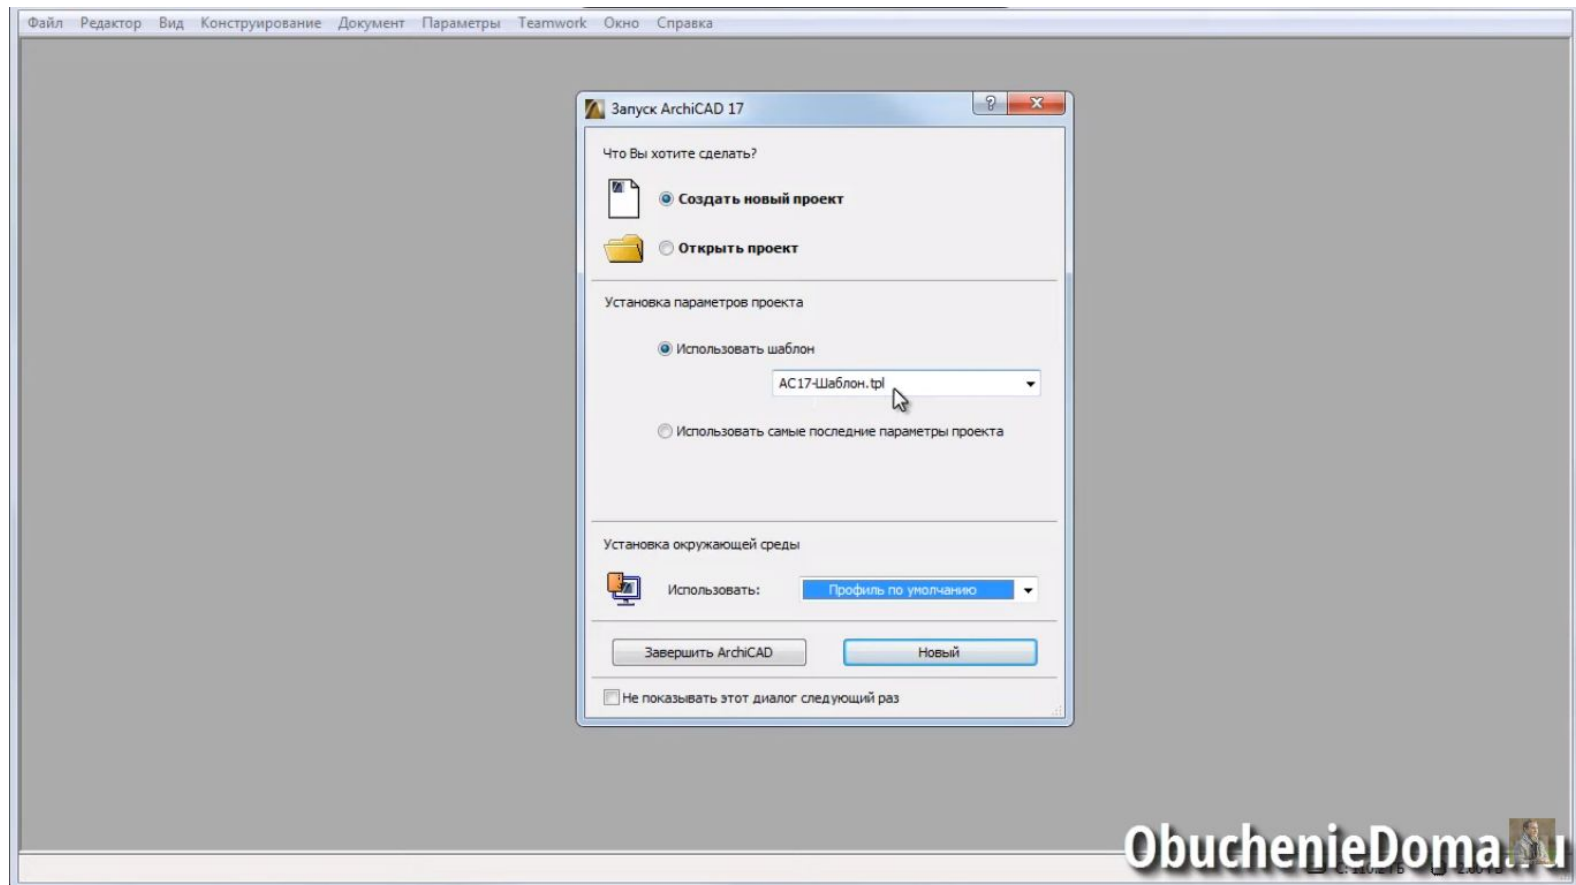 Файл Редактор Вид Конструирование Документ Параметры Teamwork Окно Справка
Запуск ArchiCAD 17
Что Вы хотите сделать?
Создать новый проект
Открыть проект
Установка параметров проекта
Использовать шаблон
AC17-Шаблон.tpl
Использовать самые последние параметры проекта
Установка окружающей среды
Использовать: Профиль по умолчанию
Завершить ArchiCAD Новый
Не показывать этот диалог следующий раз
ObuchenieDoma.ru